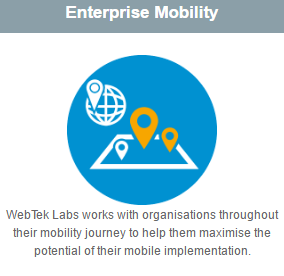 Enterprise Mobility
WebTek Labs works with organisations throughout
their mobility journey to help them maximise the
potential of their mobile implementation.